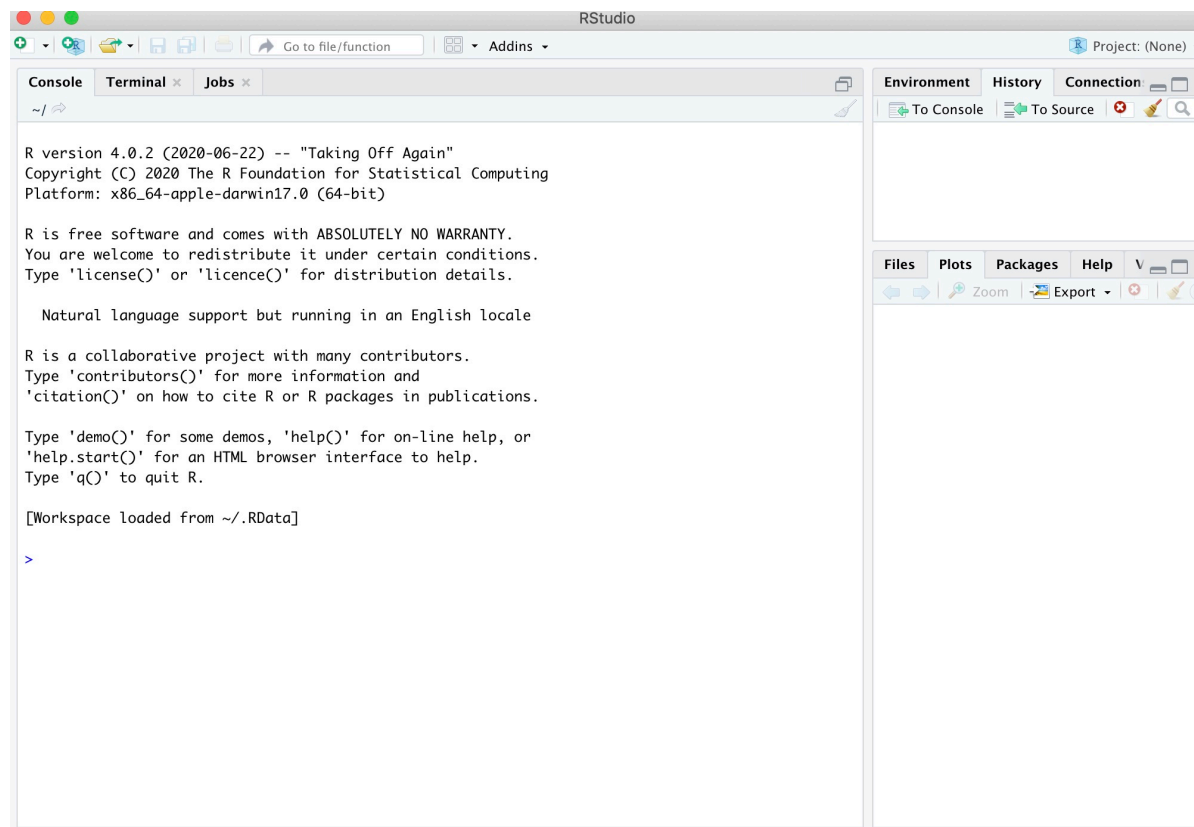 RStudio
Go to file/function
Addins
Project: (None)
Console Terminal Jobs
~/
R version 4.0.2 (2020-06-22) -- "Taking Off Again"
Copyright (C) 2020 The R Foundation for Statistical Computing
Platform: x86_64-apple-darwin17.0 (64-bit)
R is free software and comes with ABSOLUTELY NO WARRANTY.
You are welcome to redistribute it under certain conditions.
Type 'license()' or 'licence()' for distribution details.
Natural language support but running in an English locale
R is a collaborative project with many contributors.
Type 'contributors()' for more information and
'citation()' on how to cite R or R packages in publications.
Type 'demo()' for some demos, 'help()' for on-line help, or
'help.start()' for an HTML browser interface to help.
Type 'q()' to quit R.
[Workspace loaded from ~/.RData]
>
Environment History Connection
To Console To Source
Files Plots Packages Help V
Zoom Export